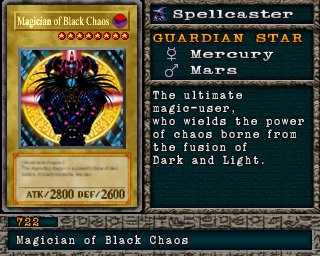 Magician of Black Chaos
ATK/2800 DEF/2600
Spellcaster
GUARDIAN STAR
Mercury
Mars
The ultimate
magic-user,
who wields the power
of chaos borne from
the fusion of
Dark and Light.
722
Magician of Black Chaos